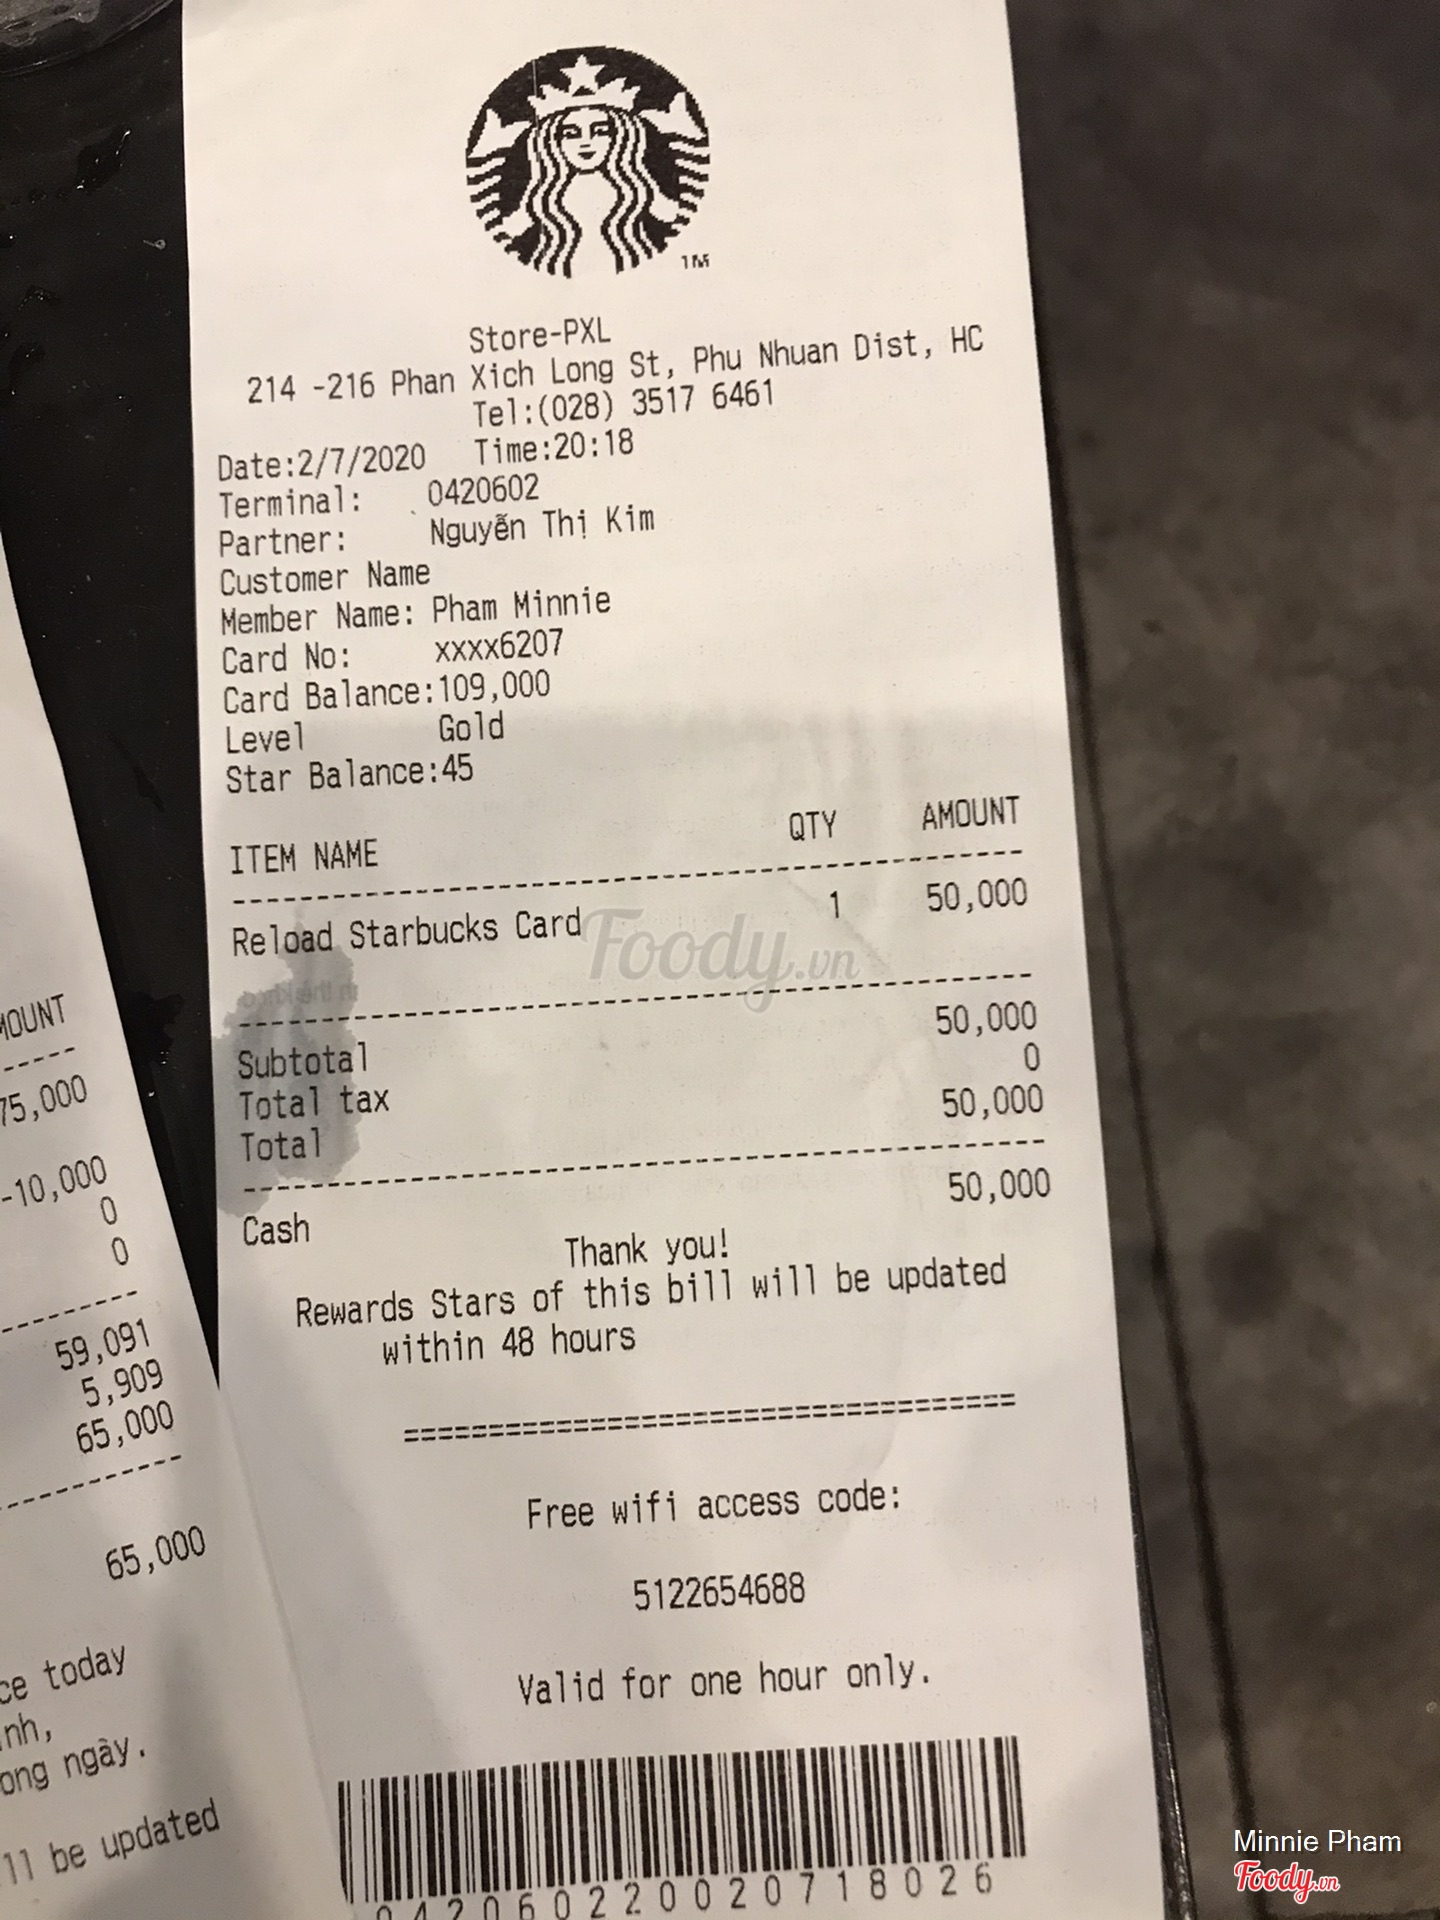 TM
Store-PXL
214 -216 Phan Xich Long St, Phu Nhuan Dist, HC
Tel:(028) 3517 6461
Date:2/7/2020 Time:20:18
Terminal: 0420602
Partner: Nguyễn Thị Kim
Customer Name
Member Name: Pham Minnie
Card No: xxxx6207
Card Balance:109,000
Level Gold
Star Balance:45
ITEM NAME QTY AMOUNT
Reload Starbucks Card 1 50,000
Foody.vn
Subtotal 50,000
Total tax 0
Total 50,000
Cash 50,000
Thank you!
Rewards Stars of this bill will be updated
within 48 hours
===================================
Free wifi access code:
5122654688
Valid for one hour only.
042060220020718026
MOUNT
75,000
-10,000
0
0
59,091
5,909
65,000
65,000
ce today
inh,
ong ngày.
ll be updated
Minnie Pham
Foody.vn